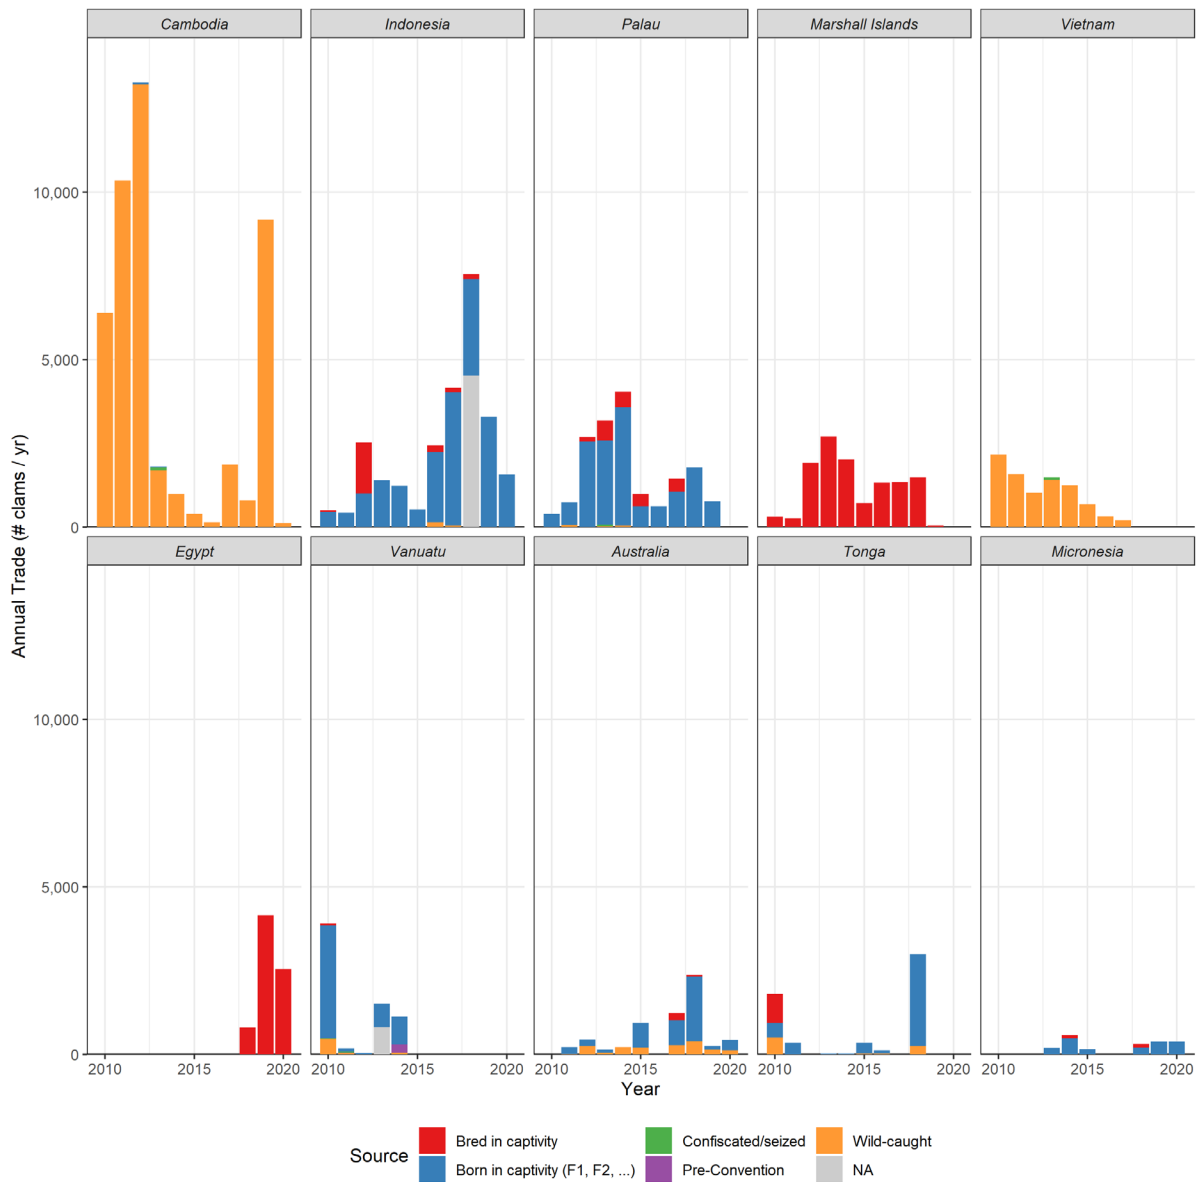 Cambodia Indonesia Palau Marshall Islands Vietnam
10,000
5,000
0
Egypt Vanuatu Australia Tonga Micronesia
10,000
5,000
0
2010 2015 2020 2010 2015 2020 2010 2015 2020 2010 2015 2020 2010 2015 2020
Annual Trade (# clams / yr)
Year
Source
Bred in captivity
Born in captivity (F1, F2, ...)
Confiscated/seized
Pre-Convention
Wild-caught
NA